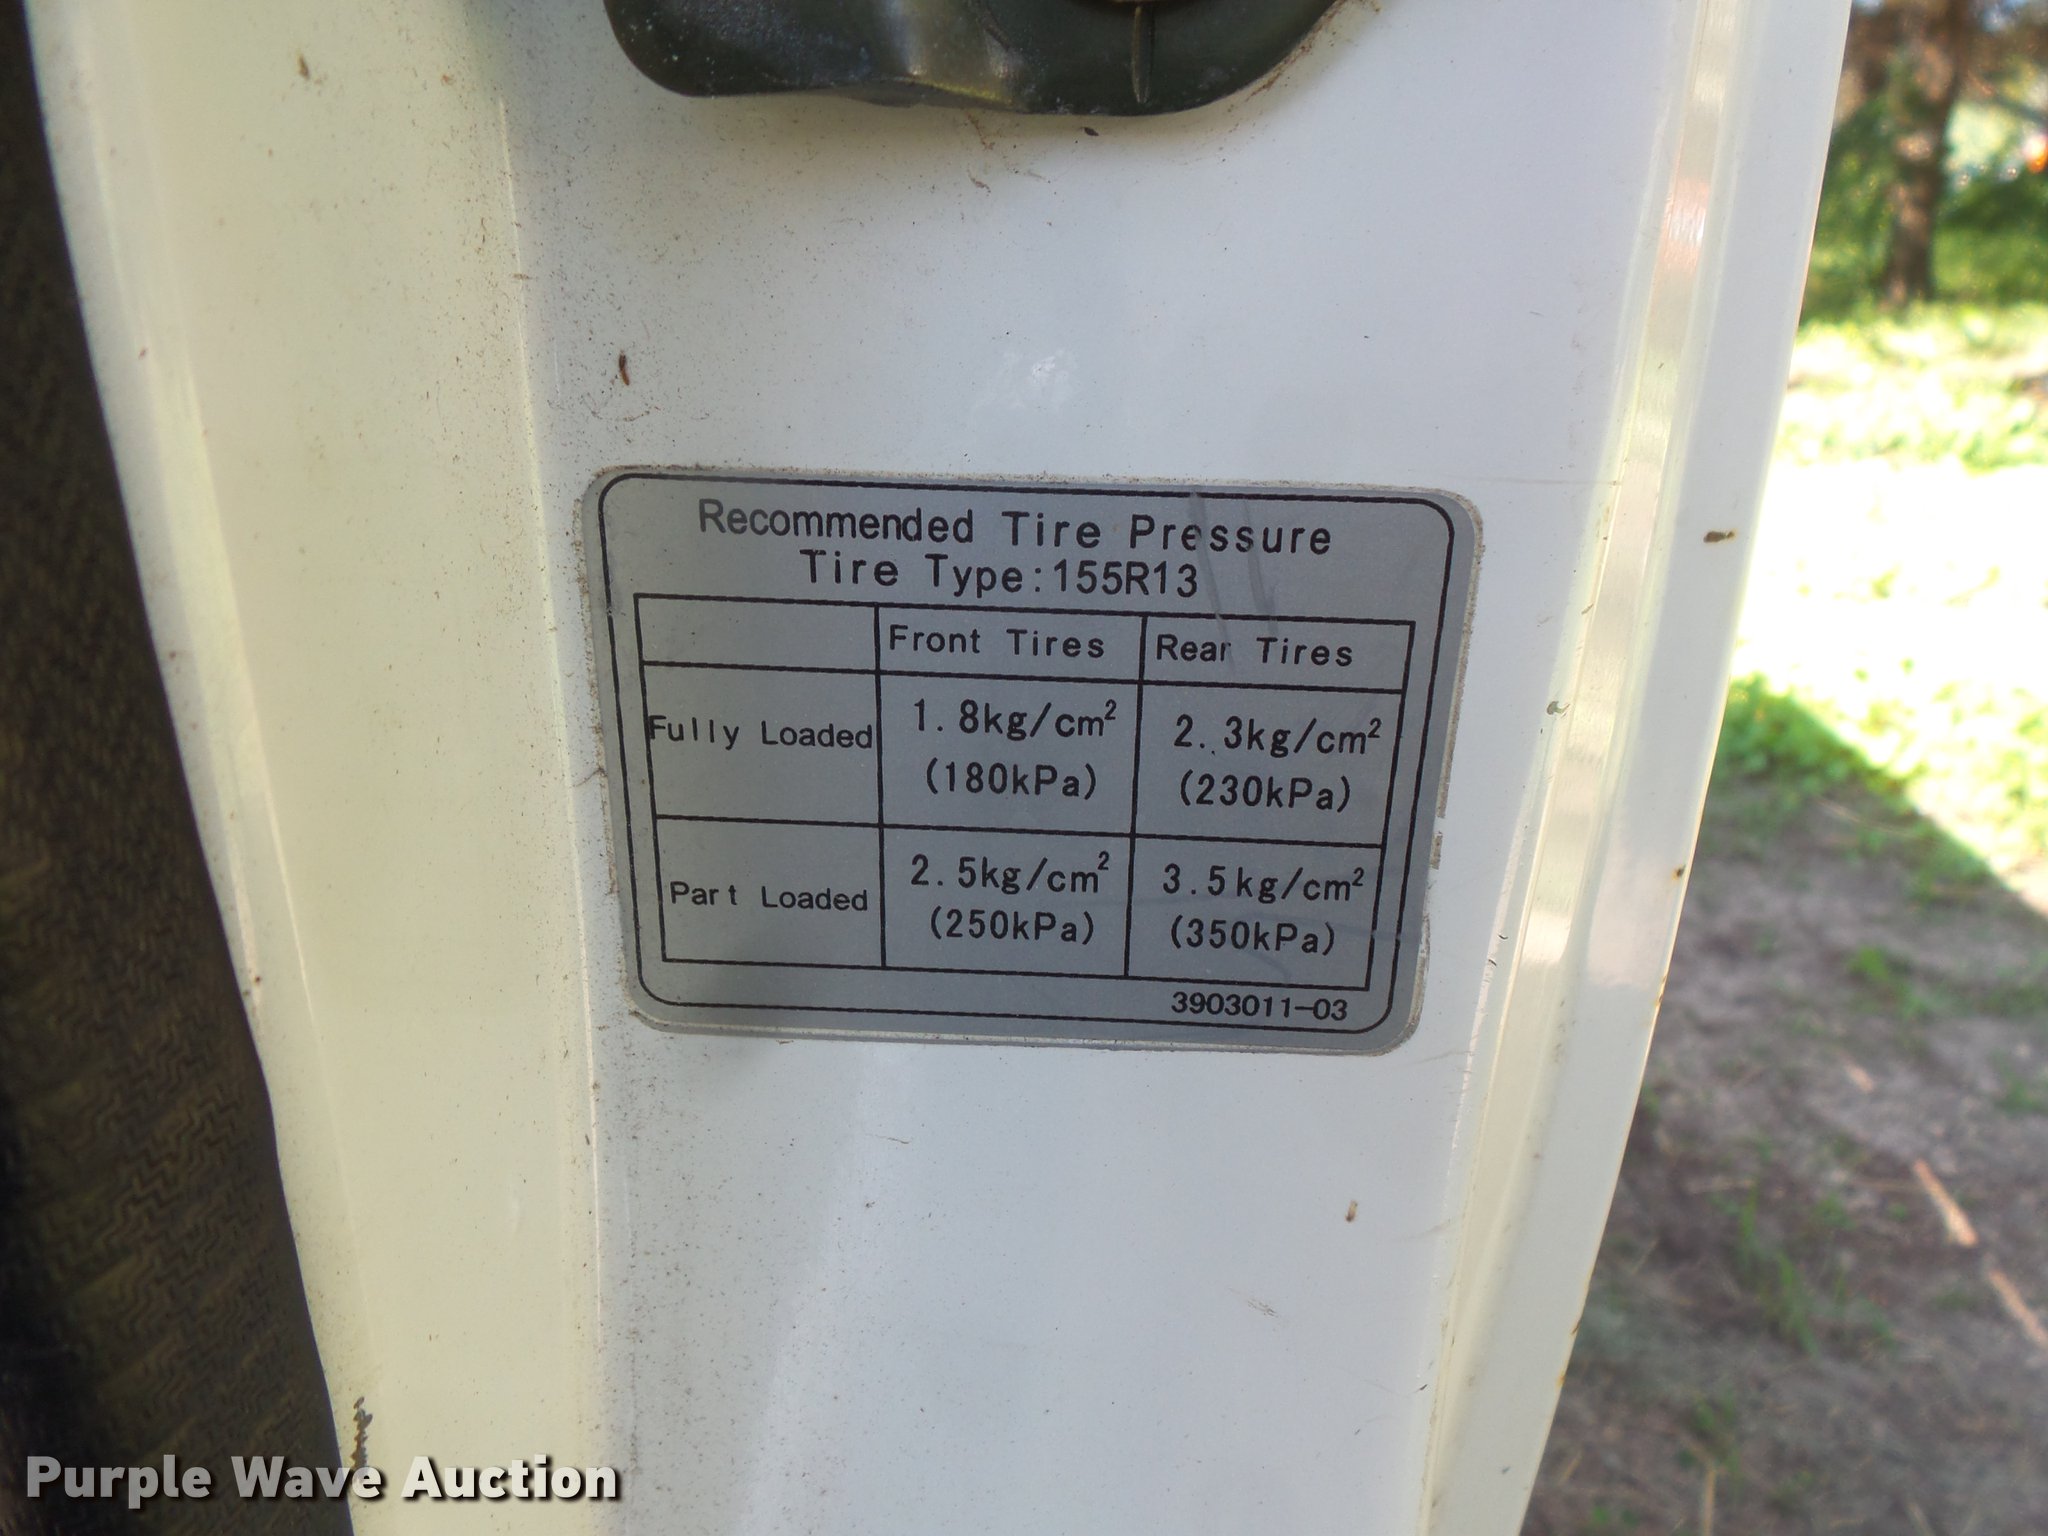 Recommended Tire Pressure
Tire Type:155R13
Front Tires Rear Tires
Fully Loaded 1.8kg/cm² (180kPa) 2.3kg/cm² (230kPa)
Part Loaded 2.5kg/cm² (250kPa) 3.5kg/cm² (350kPa)
3903011-03
Purple Wave Auction